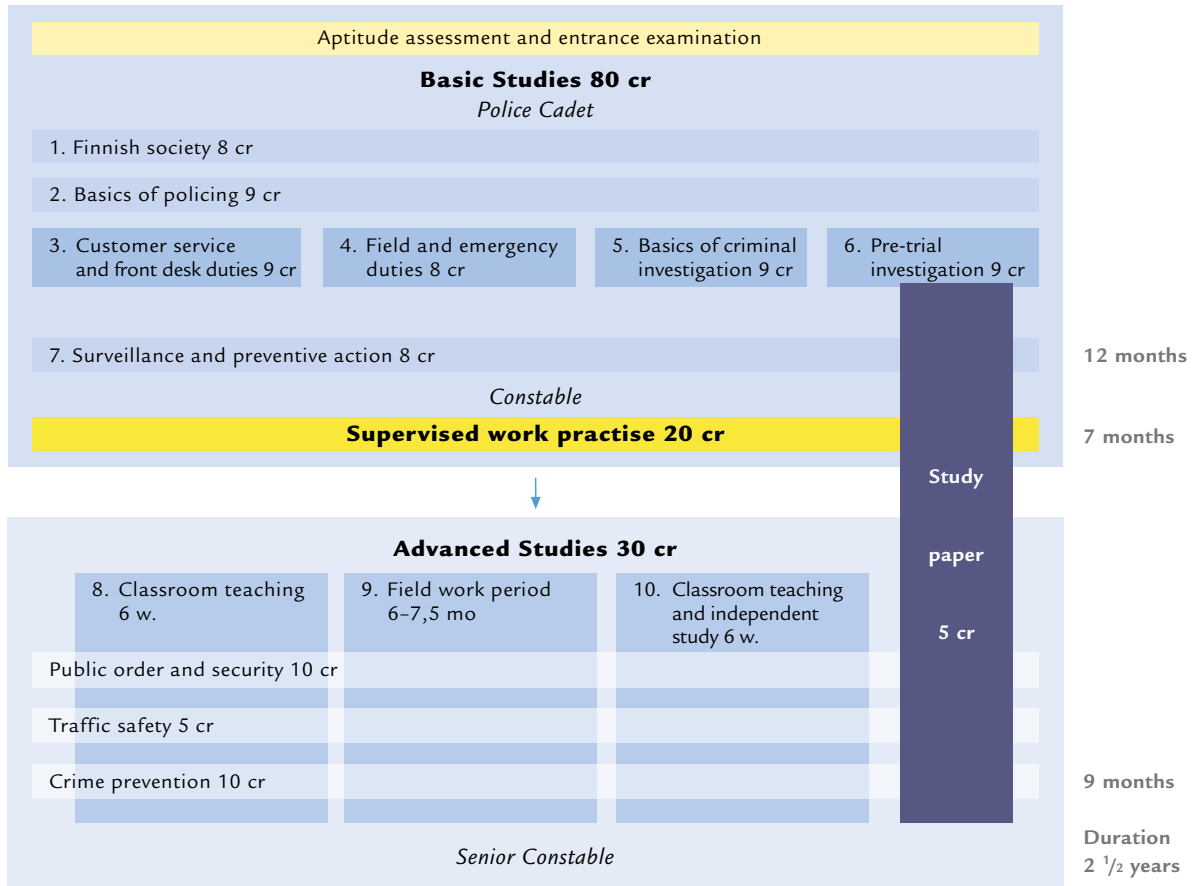 Aptitude assessment and entrance examination
Basic Studies 80 cr
Police Cadet
1. Finnish society 8 cr
2. Basics of policing 9 cr
3. Customer service
and front desk duties 9 cr
4. Field and emergency
duties 8 cr
5. Basics of criminal
investigation 9 cr
6. Pre-trial
investigation 9 cr
7. Surveillance and preventive action 8 cr
12 months
Constable
Supervised work practise 20 cr
7 months
Study
paper
5 cr
Advanced Studies 30 cr
8. Classroom teaching
6 w.
9. Field work period
6–7,5 mo
10. Classroom teaching
and independent
study 6 w.
Public order and security 10 cr
Traffic safety 5 cr
Crime prevention 10 cr
9 months
Senior Constable
Duration
2 1/2 years